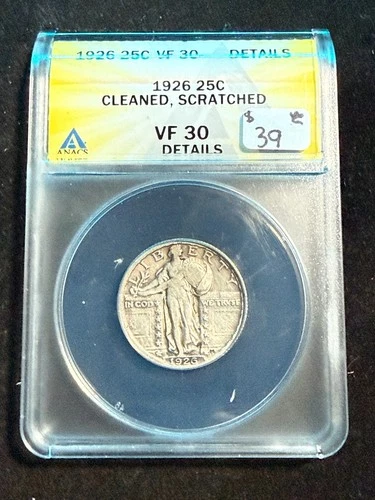 1926 25C VF 30 DETAILS
1926 25C
CLEANED, SCRATCHED
$ 39
VF 30
DETAILS
ANACS
LIBERTY
IN GOD WE TRUST
1926